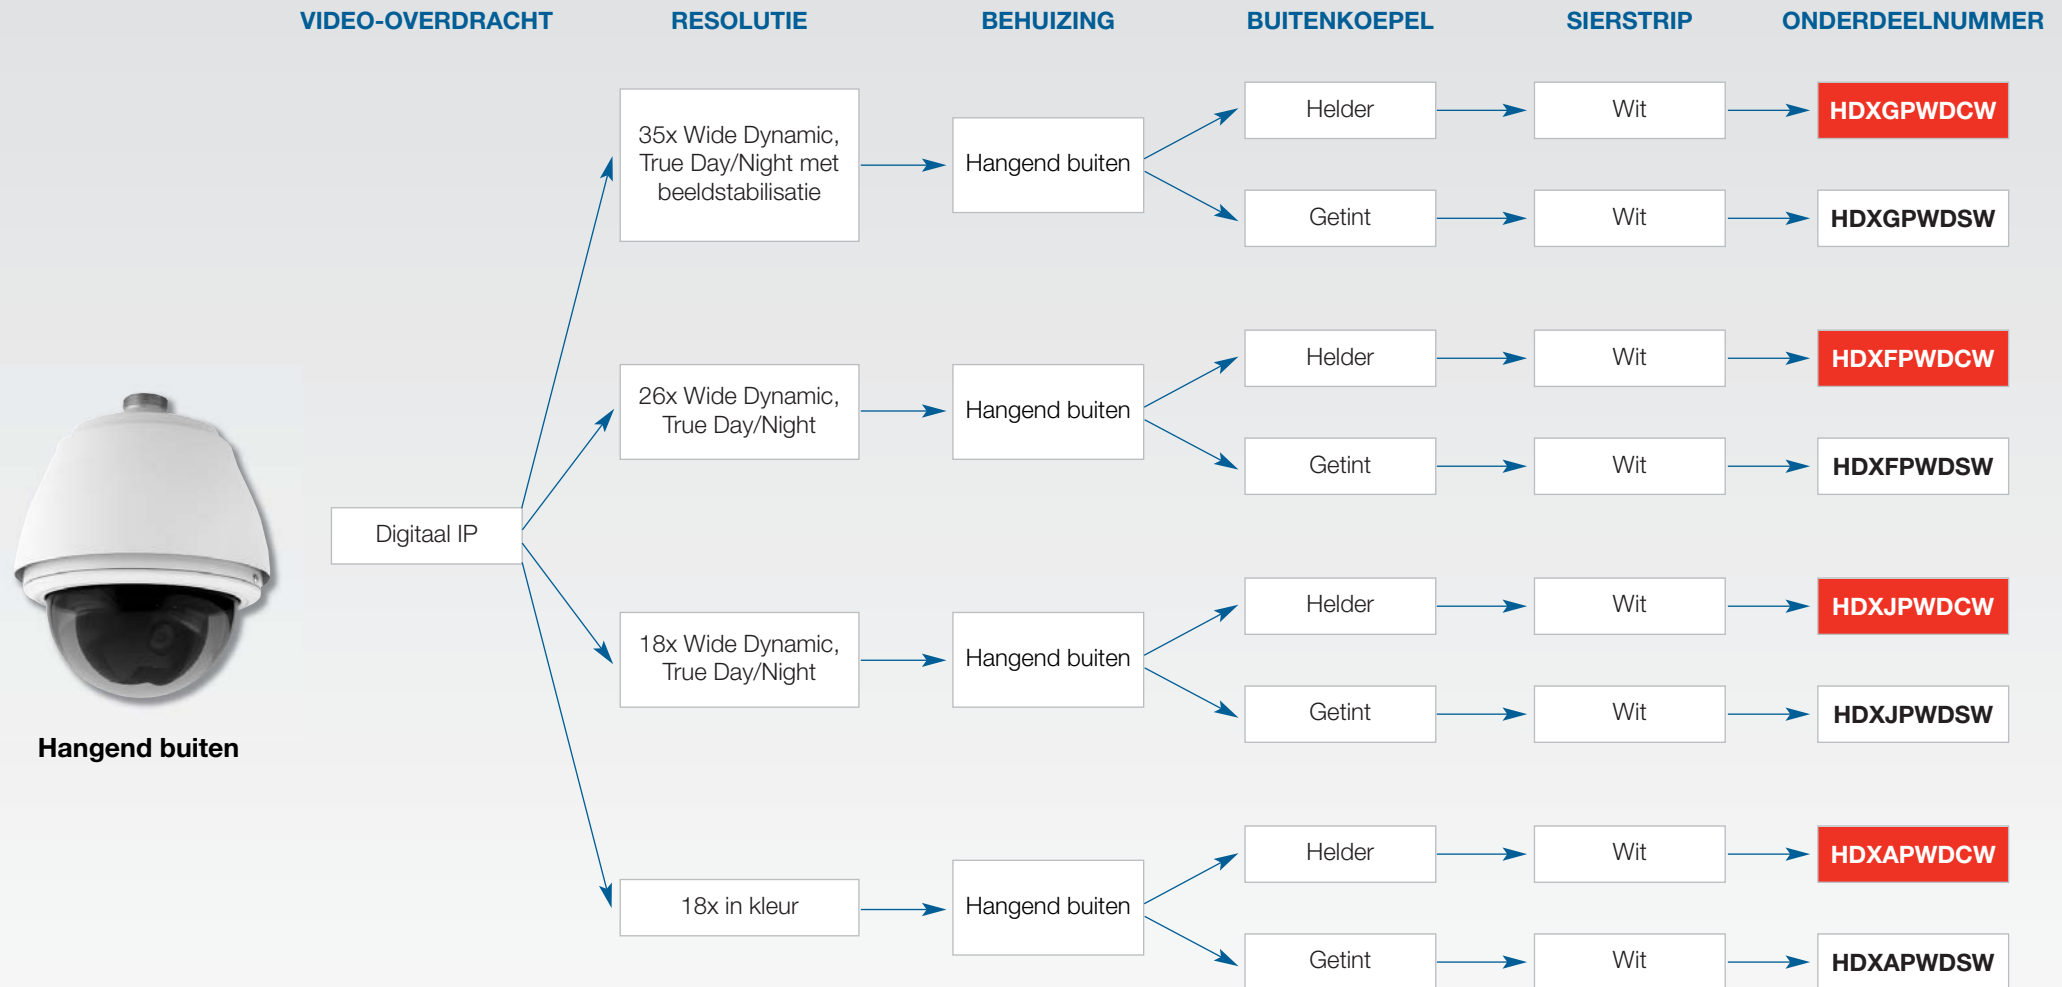 VIDEO-OVERDRACHT RESOLUTIE BEHUIZING BUITENKOEPEL SIERSTRIP ONDERDEELNUMMER
35x Wide Dynamic,
True Day/Night met
beeldstabilisatie
Hangend buiten
Helder Wit HDXGPWDCW
Getint Wit HDXGPWDSW
26x Wide Dynamic,
True Day/Night
Hangend buiten
Helder Wit HDXFPWDCW
Getint Wit HDXFPWDSW
Digitaal IP
18x Wide Dynamic,
True Day/Night
Hangend buiten
Helder Wit HDXJPWDCW
Getint Wit HDXJPWDSW
Hangend buiten
18x in kleur
Hangend buiten
Helder Wit HDXAPWDCW
Getint Wit HDXAPWDSW